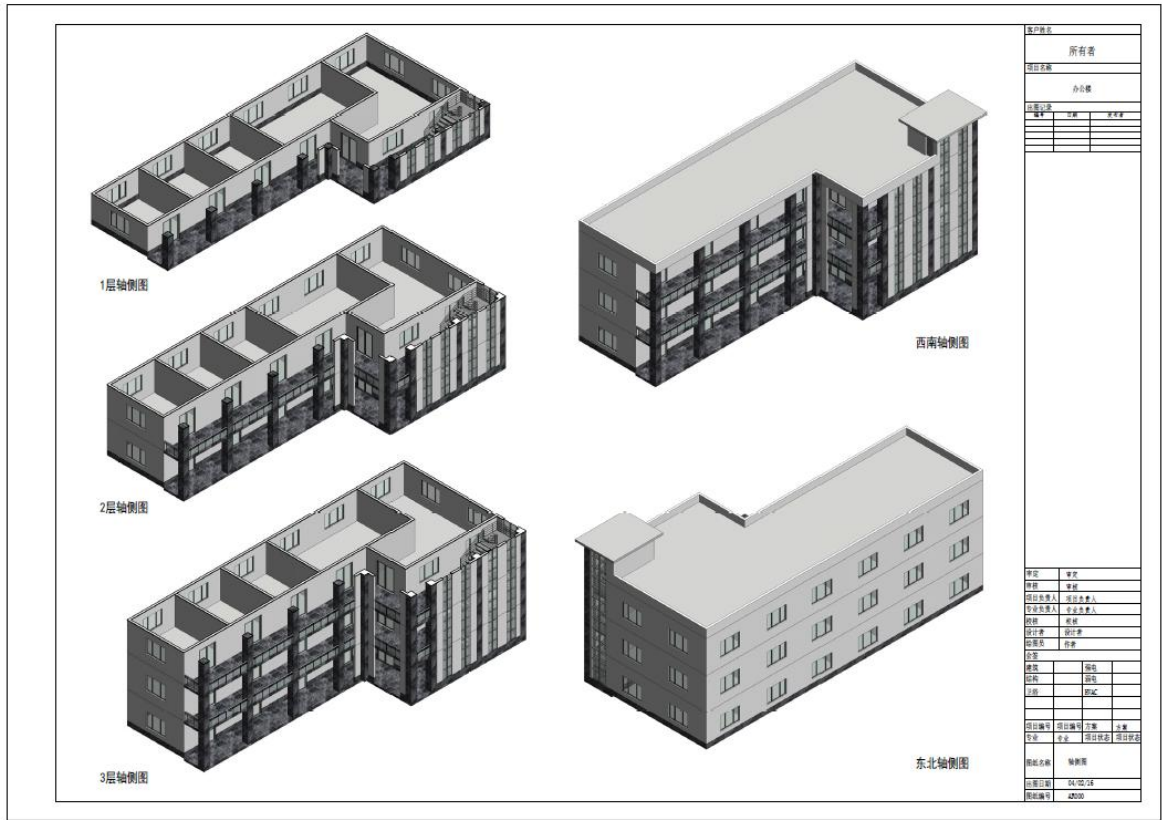 1层轴侧图
2层轴侧图
3层轴侧图
西南轴侧图
东北轴侧图
客户姓名
所有者
项目名称
办公楼
出图记录
编号 日期 发布者
审定 审定
审核 审核
项目负责人 项目负责人
专业负责人 专业负责人
校核 校核
设计者 设计者
绘图员 作者
会签
建筑 强电
结构 弱电
卫浴 HVAC
项目编号 项目编号 方案 方案
专业 专业 项目状态 项目状态
图纸名称 轴侧图
出图日期 04/02/16
图纸编号 AR000